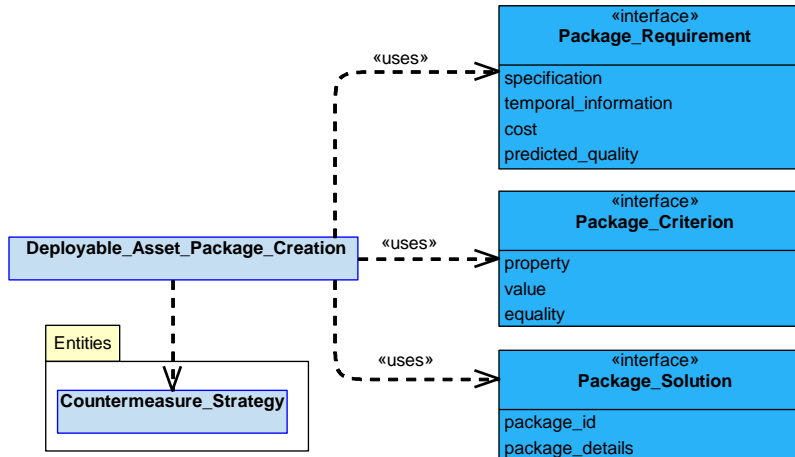 «interface»
Package_Requirement
specification
temporal_information
cost
predicted_quality
«uses»
«interface»
Package_Criterion
property
value
equality
«uses»
Deployable_Asset_Package_Creation
«uses»
«interface»
Package_Solution
package_id
package_details
Entities
Countermeasure_Strategy